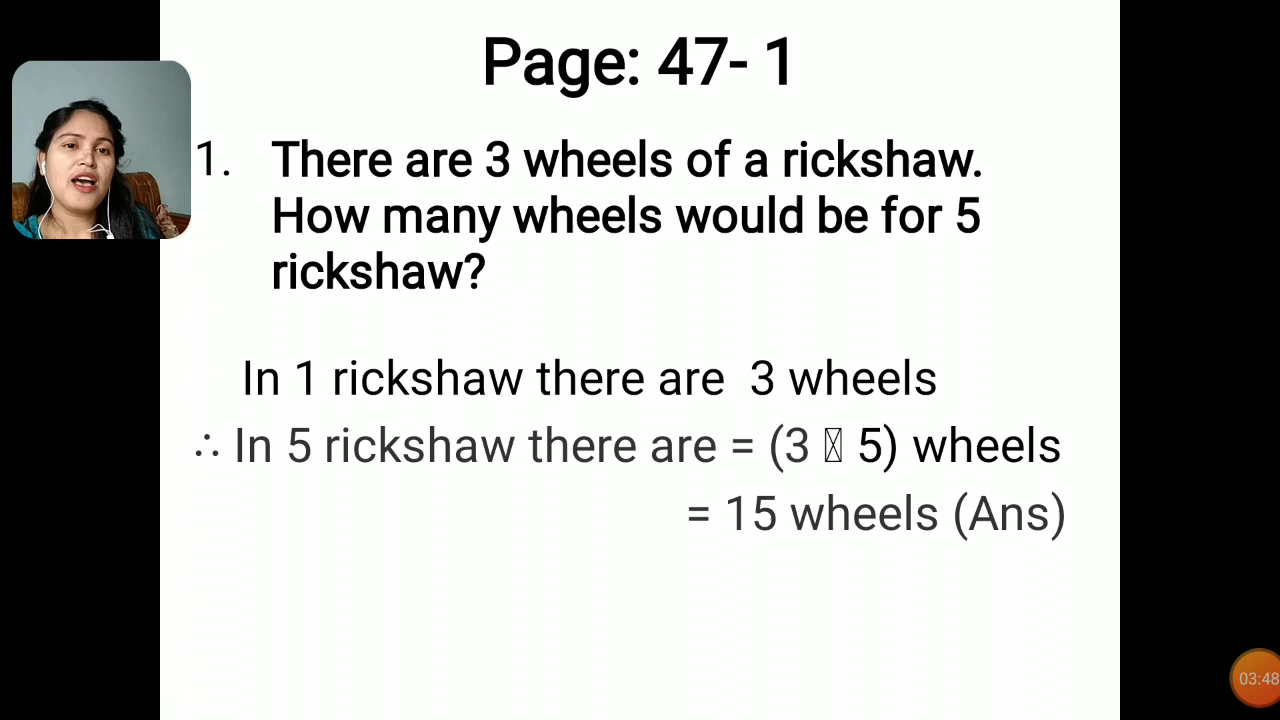 Page: 47- 1
1. There are 3 wheels of a rickshaw.
How many wheels would be for 5
rickshaw?
In 1 rickshaw there are 3 wheels
∴ In 5 rickshaw there are = (3 5) wheels
= 15 wheels (Ans)
03:48